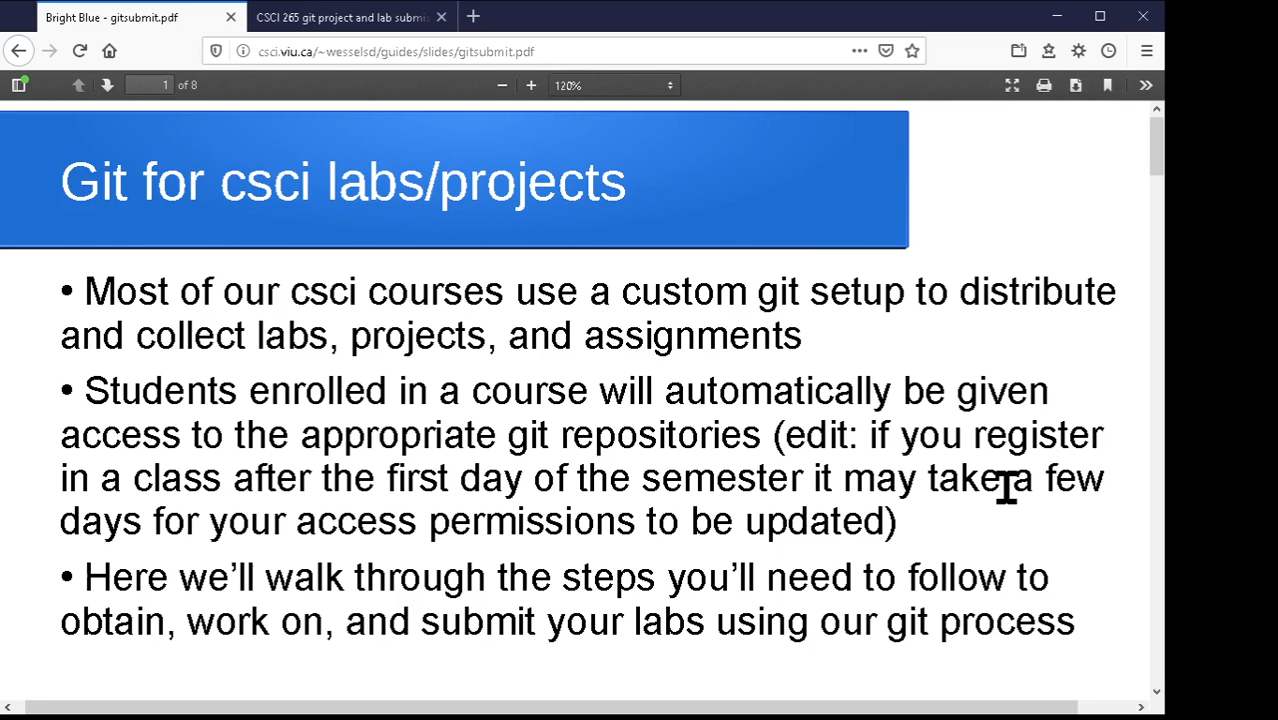 Bright Blue - gitsubmit.pdf
CSCI 265 git project and lab submis
csci.viu.ca/~wesselsd/guides/slides/gitsubmit.pdf
1 of 8
120%
Git for csci labs/projects
• Most of our csci courses use a custom git setup to distribute
and collect labs, projects, and assignments
• Students enrolled in a course will automatically be given
access to the appropriate git repositories (edit: if you register
in a class after the first day of the semester it may take a few
days for your access permissions to be updated)
• Here we’ll walk through the steps you’ll need to follow to
obtain, work on, and submit your labs using our git process